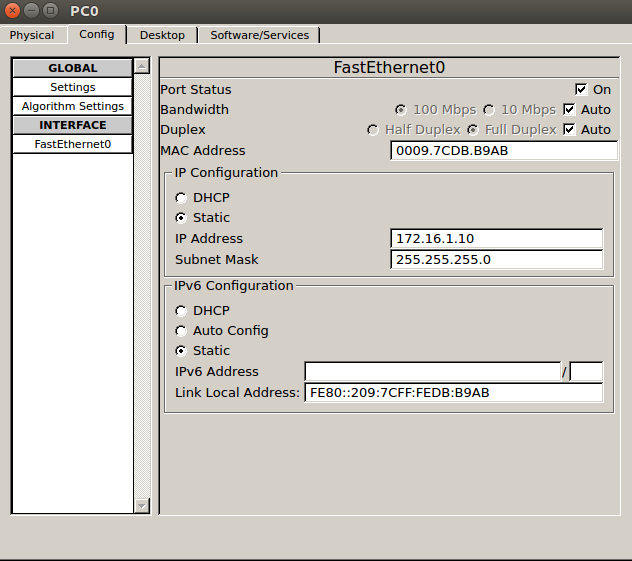 PC0
Physical Config Desktop Software/Services
GLOBAL
Settings
Algorithm Settings
INTERFACE
FastEthernet0
FastEthernet0
Port Status On
Bandwidth 100 Mbps 10 Mbps Auto
Duplex Half Duplex Full Duplex Auto
MAC Address 0009.7CDB.B9AB
IP Configuration
DHCP
Static
IP Address 172.16.1.10
Subnet Mask 255.255.255.0
IPv6 Configuration
DHCP
Auto Config
Static
IPv6 Address /
Link Local Address: FE80::209:7CFF:FEDB:B9AB